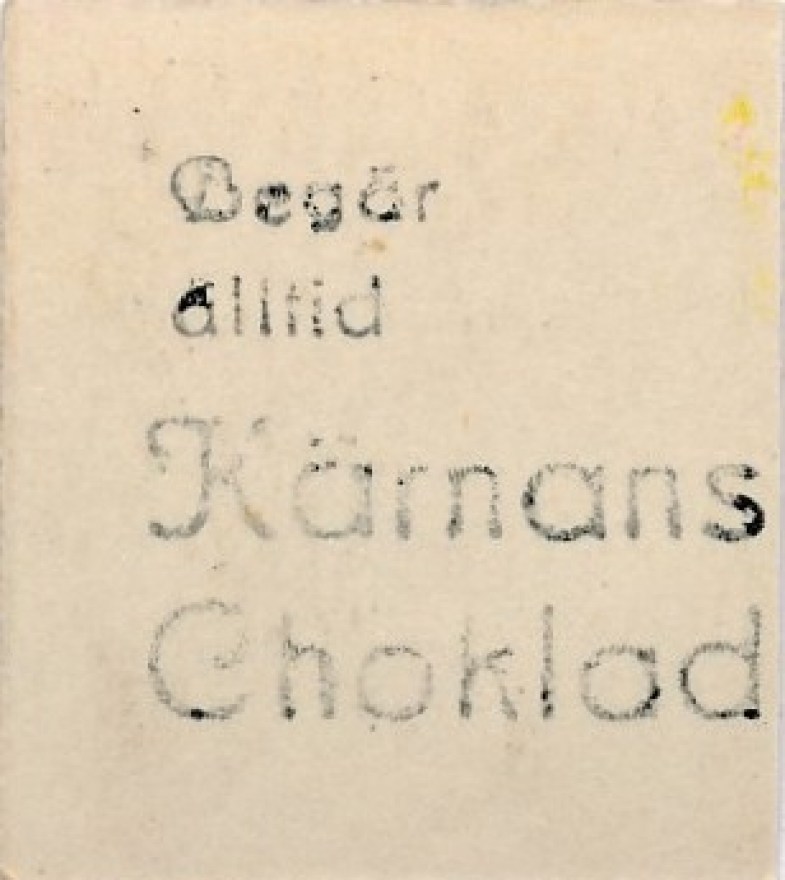 Begär
alltid
Kärnans
Choklad